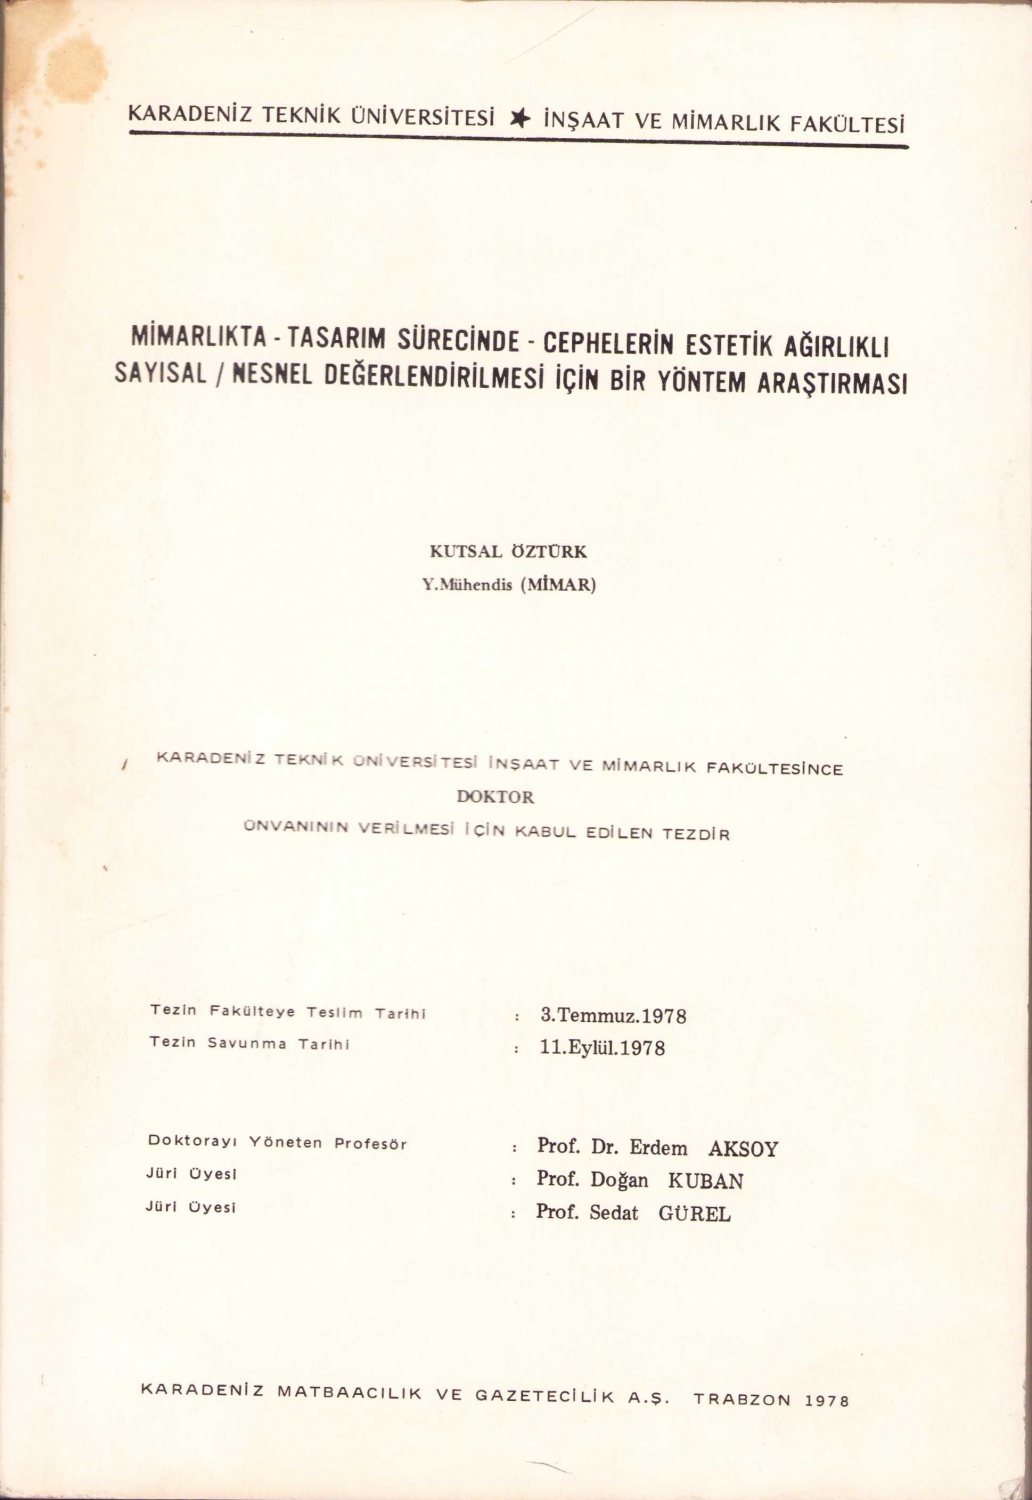 KARADENİZ TEKNİK ÜNİVERSİTESİ ★ İNŞAAT VE MİMARLIK FAKÜLTESİ
MİMARLIKTA - TASARIM SÜRECİNDE - CEPHELERİN ESTETİK AĞIRLIKLI
SAYISAL / NESNEL DEĞERLENDİRİLMESİ İÇİN BİR YÖNTEM ARAŞTIRMASI
KUTSAL ÖZTÜRK
Y.Mühendis (MİMAR)
KARADENİZ TEKNİK ÜNİVERSİTESİ İNŞAAT VE MİMARLIK FAKÜLTESİNCE
DOKTOR
ÜNVANININ VERİLMESİ İÇİN KABUL EDİLEN TEZDİR
Tezin Fakülteye Teslim Tarihi : 3.Temmuz.1978
Tezin Savunma Tarihi : 11.Eylül.1978
Doktorayı Yöneten Profesör : Prof. Dr. Erdem AKSOY
Jüri Üyesi : Prof. Doğan KUBAN
Jüri Üyesi : Prof. Sedat GÜREL
KARADENİZ MATBAACILIK VE GAZETECİLİK A.Ş. TRABZON 1978